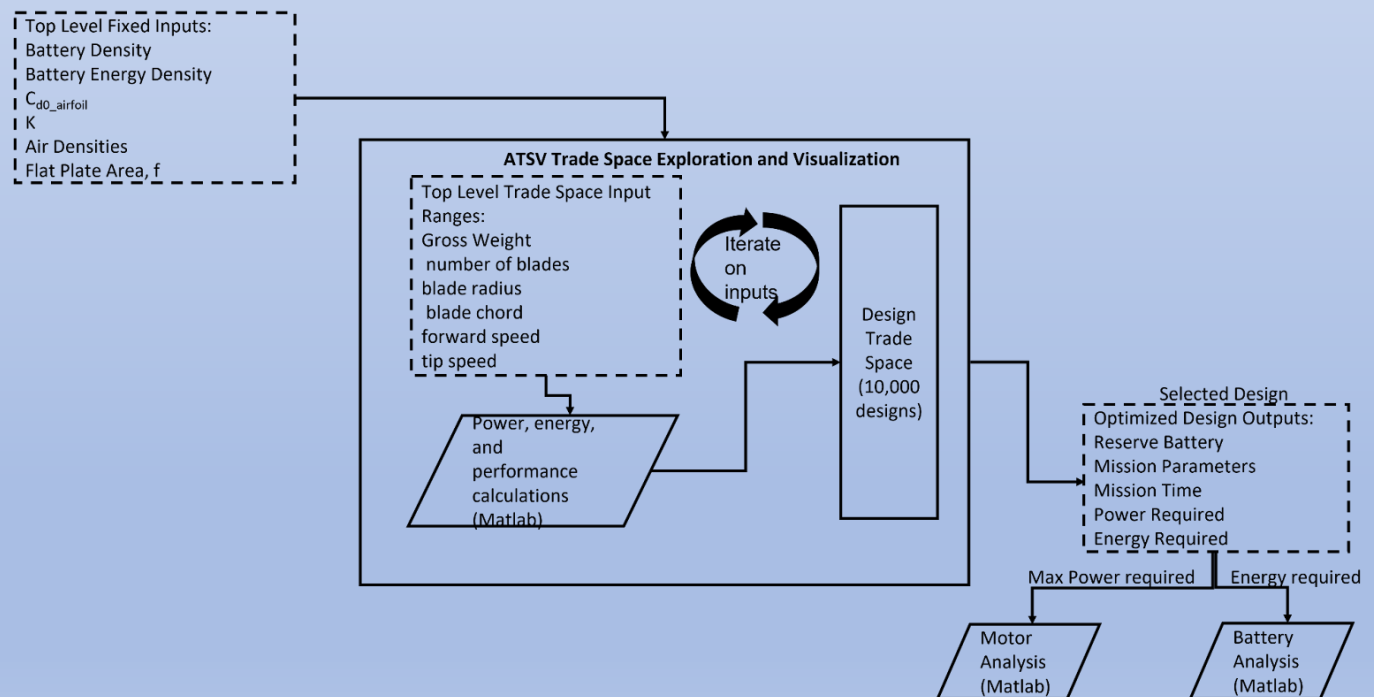 Top Level Fixed Inputs:
Battery Density
Battery Energy Density
Cd0_airfoil
K
Air Densities
Flat Plate Area, f
ATSV Trade Space Exploration and Visualization
Top Level Trade Space Input
Ranges:
Gross Weight
number of blades
blade radius
blade chord
forward speed
tip speed
Iterate
on
inputs
Power, energy,
and
performance
calculations
(Matlab)
Design
Trade
Space
(10,000
designs)
Selected Design
Optimized Design Outputs:
Reserve Battery
Mission Parameters
Mission Time
Power Required
Energy Required
Max Power required
Energy required
Motor
Analysis
(Matlab)
Battery
Analysis
(Matlab)